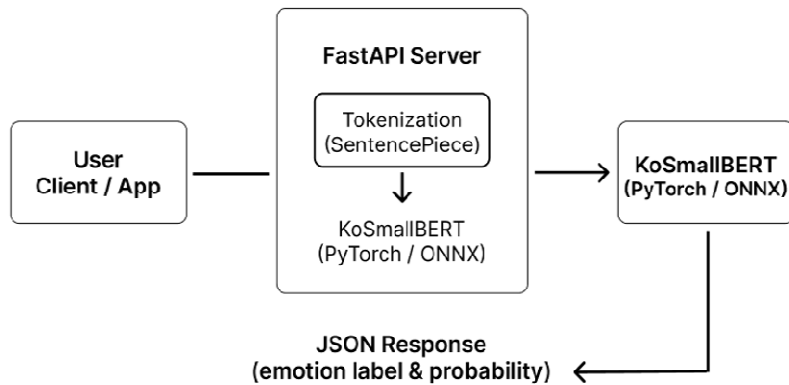 FastAPI Server
Tokenization
(SentencePiece)
KoSmallBERT
(PyTorch / ONNX)
User
Client / App
KoSmallBERT
(PyTorch / ONNX)
JSON Response
(emotion label & probability)